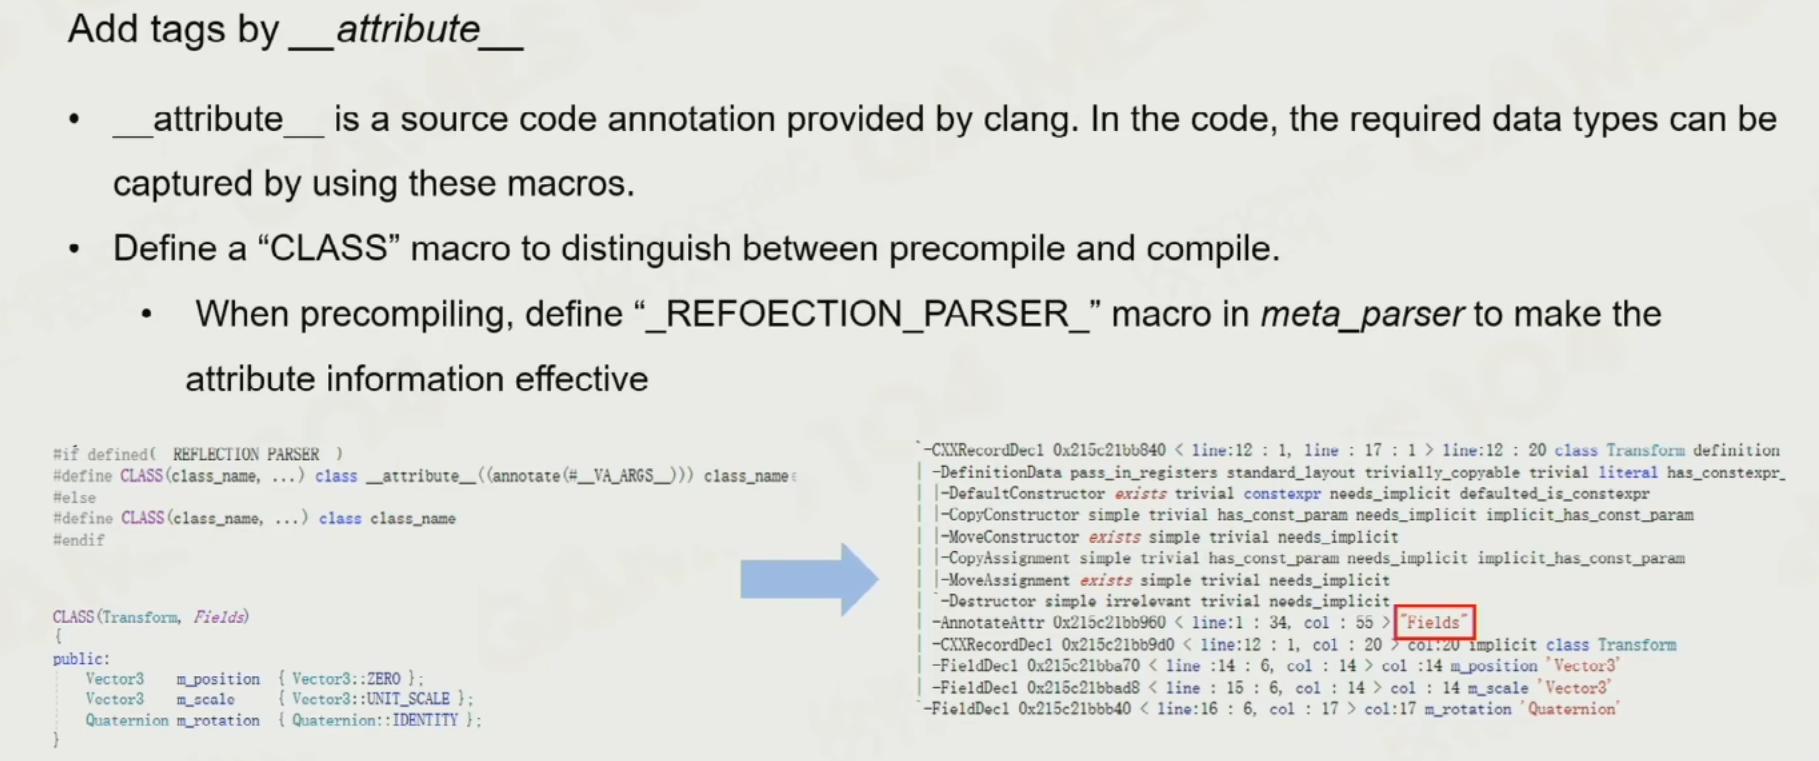 Add tags by __attribute__
• __attribute__ is a source code annotation provided by clang. In the code, the required data types can be
captured by using these macros.
• Define a “CLASS” macro to distinguish between precompile and compile.
• When precompiling, define “_REFOECTION_PARSER_” macro in meta_parser to make the
attribute information effective
#if defined( REFLECTION PARSER )
#define CLASS(class_name, ...) class __attribute__((annotate(#__VA_ARGS__))) class_name
#else
#define CLASS(class_name, ...) class class_name
#endif
CLASS(Transform, Fields)
{
public:
Vector3 m_position { Vector3::ZERO };
Vector3 m_scale { Vector3::UNIT_SCALE };
Quaternion m_rotation { Quaternion::IDENTITY };
}
`-CXXRecordDecl 0x215c21bb840 < line:12 : 1, line : 17 : 1 > line:12 : 20 class Transform definition
| -DefinitionData pass_in_registers standard_layout trivially_copyable trivial literal has_constexpr_
| |-DefaultConstructor exists trivial constexpr needs_implicit defaulted_is_constexpr
| |-CopyConstructor simple trivial has_const_param needs_implicit implicit_has_const_param
| |-MoveConstructor exists simple trivial needs_implicit
| |-CopyAssignment simple trivial has_const_param needs_implicit implicit_has_const_param
| |-MoveAssignment exists simple trivial needs_implicit
| `-Destructor simple irrelevant trivial needs_implicit
| -AnnotateAttr 0x215c21bb960 < line:1 : 34, col : 55 > "Fields"
| -CXXRecordDecl 0x215c21bb9d0 < line:12 : 1, col : 20 > col:20 implicit class Transform
| -FieldDecl 0x215c21bba70 < line :14 : 6, col : 14 > col :14 m_position 'Vector3'
| -FieldDecl 0x215c21bbad8 < line : 15 : 6, col : 14 > col : 14 m_scale 'Vector3'
`-FieldDecl 0x215c21bbb40 < line:16 : 6, col : 17 > col:17 m_rotation 'Quaternion'